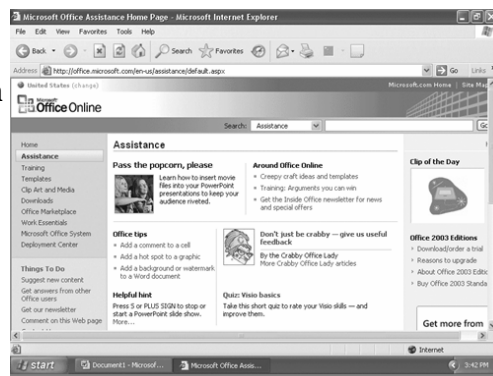 Microsoft Office Assistance Home Page - Microsoft Internet Explorer
File Edit View Favorites Tools Help
Back Search Favorites
Address http://office.microsoft.com/en-us/assistance/default.aspx Go Links
United States (change) Microsoft.com Home | Site Map
Microsoft
Office Online
Search: Assistance Go
Home
Assistance
Training
Templates
Clip Art and Media
Downloads
Office Marketplace
Work Essentials
Microsoft Office System
Deployment Center
Things To Do
Suggest new content
Get answers from other
Office users
Get our newsletter
Comment on this Web page
Assistance
Pass the popcorn, please
Learn how to insert movie
files into your PowerPoint
presentations to keep your
audience riveted.
Around Office Online
Creepy craft ideas and templates
Training: Arguments you can win
Get the Inside Office newsletter for news
and special offers
Office tips
Add a comment to a cell
Add a hot spot to a graphic
Add a background or watermark
to a Word document
Don't just be crabby — give us useful
feedback
By the Crabby Office Lady
More Crabby Office Lady articles
Helpful hint
Press S or PLUS SIGN to stop or
start a PowerPoint slide show.
More...
Quiz: Visio basics
Take this short quiz to rate your Visio skills — and
improve them.
Clip of the Day
Office 2003 Editions
Download/order a trial
Reasons to upgrade
About Office 2003 Editio
Buy Office 2003 Standa
Get more from
Internet
start Document1 - Microsof... Microsoft Office Assis... 3:42 PM